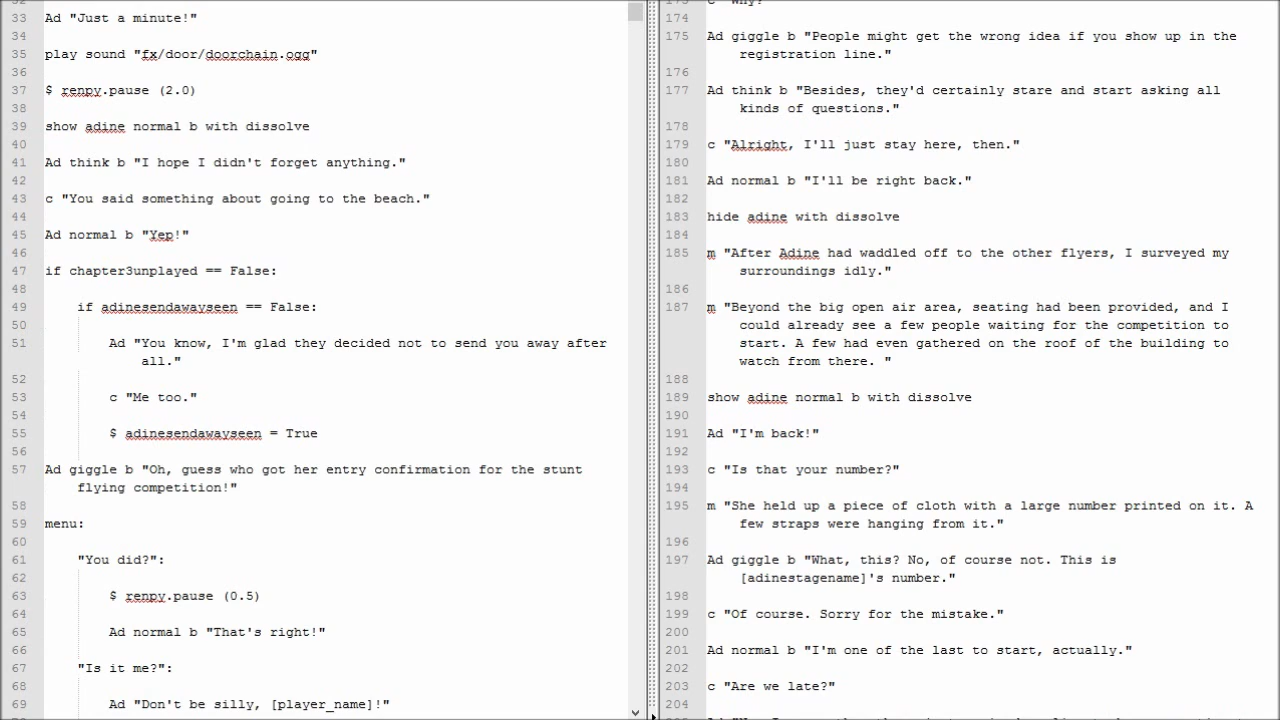 33 Ad "Just a minute!"
34
35 play sound "fx/door/doorchain.ogg"
36
37 $ renpy.pause (2.0)
38
39 show adine normal b with dissolve
40
41 Ad think b "I hope I didn't forget anything."
42
43 c "You said something about going to the beach."
44
45 Ad normal b "Yep!"
46
47 if chapter3unplayed == False:
48
49 if adinesendawayseen == False:
50
51 Ad "You know, I'm glad they decided not to send you away after
all."
52
53 c "Me too."
54
55 $ adinesendawayseen = True
56
57 Ad giggle b "Oh, guess who got her entry confirmation for the stunt
flying competition!"
58
59 menu:
60
61 "You did?":
62
63 $ renpy.pause (0.5)
64
65 Ad normal b "That's right!"
66
67 "Is it me?":
68
69 Ad "Don't be silly, [player_name]!"
174
175 Ad giggle b "People might get the wrong idea if you show up in the
registration line."
176
177 Ad think b "Besides, they'd certainly stare and start asking all
kinds of questions."
178
179 c "Alright, I'll just stay here, then."
180
181 Ad normal b "I'll be right back."
182
183 hide adine with dissolve
184
185 m "After Adine had waddled off to the other flyers, I surveyed my
surroundings idly."
186
187 m "Beyond the big open air area, seating had been provided, and I
could already see a few people waiting for the competition to
start. A few had even gathered on the roof of the building to
watch from there. "
188
189 show adine normal b with dissolve
190
191 Ad "I'm back!"
192
193 c "Is that your number?"
194
195 m "She held up a piece of cloth with a large number printed on it. A
few straps were hanging from it."
196
197 Ad giggle b "What, this? No, of course not. This is
[adinestagename]'s number."
198
199 c "Of course. Sorry for the mistake."
200
201 Ad normal b "I'm one of the last to start, actually."
202
203 c "Are we late?"
204